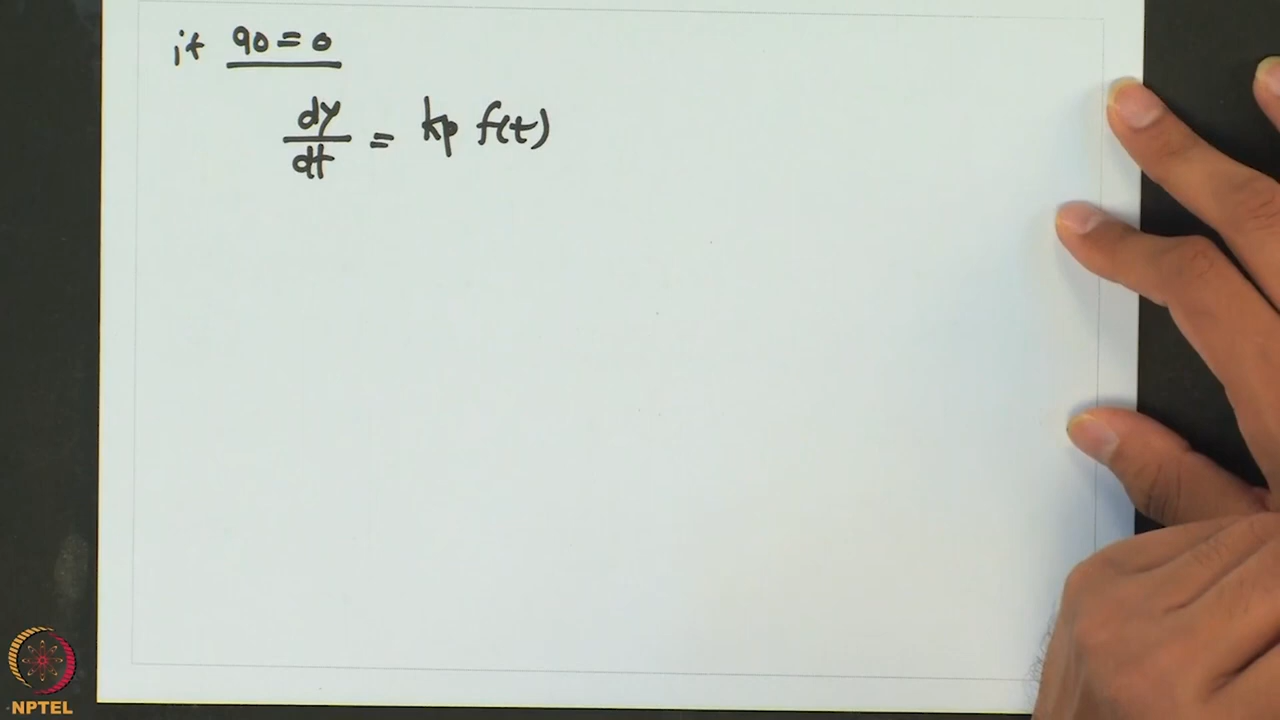 if a0 = 0
dy/dt = kp f(t)
NPTEL